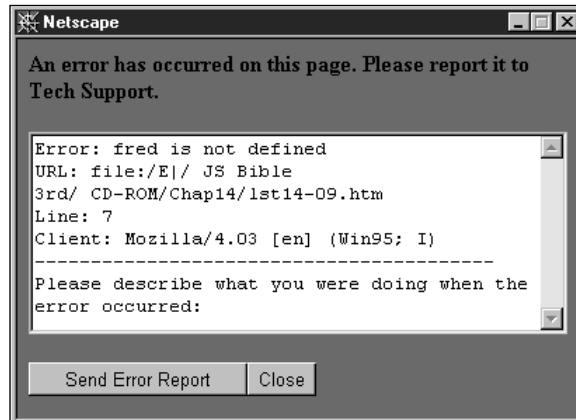 Netscape
An error has occurred on this page. Please report it to
Tech Support.
Error: fred is not defined
URL: file:/E|/ JS Bible
3rd/ CD-ROM/Chap14/lst14-09.htm
Line: 7
Client: Mozilla/4.03 [en] (Win95; I)
-------------------------------------------
Please describe what you were doing when the
error occurred:
Send Error Report
Close